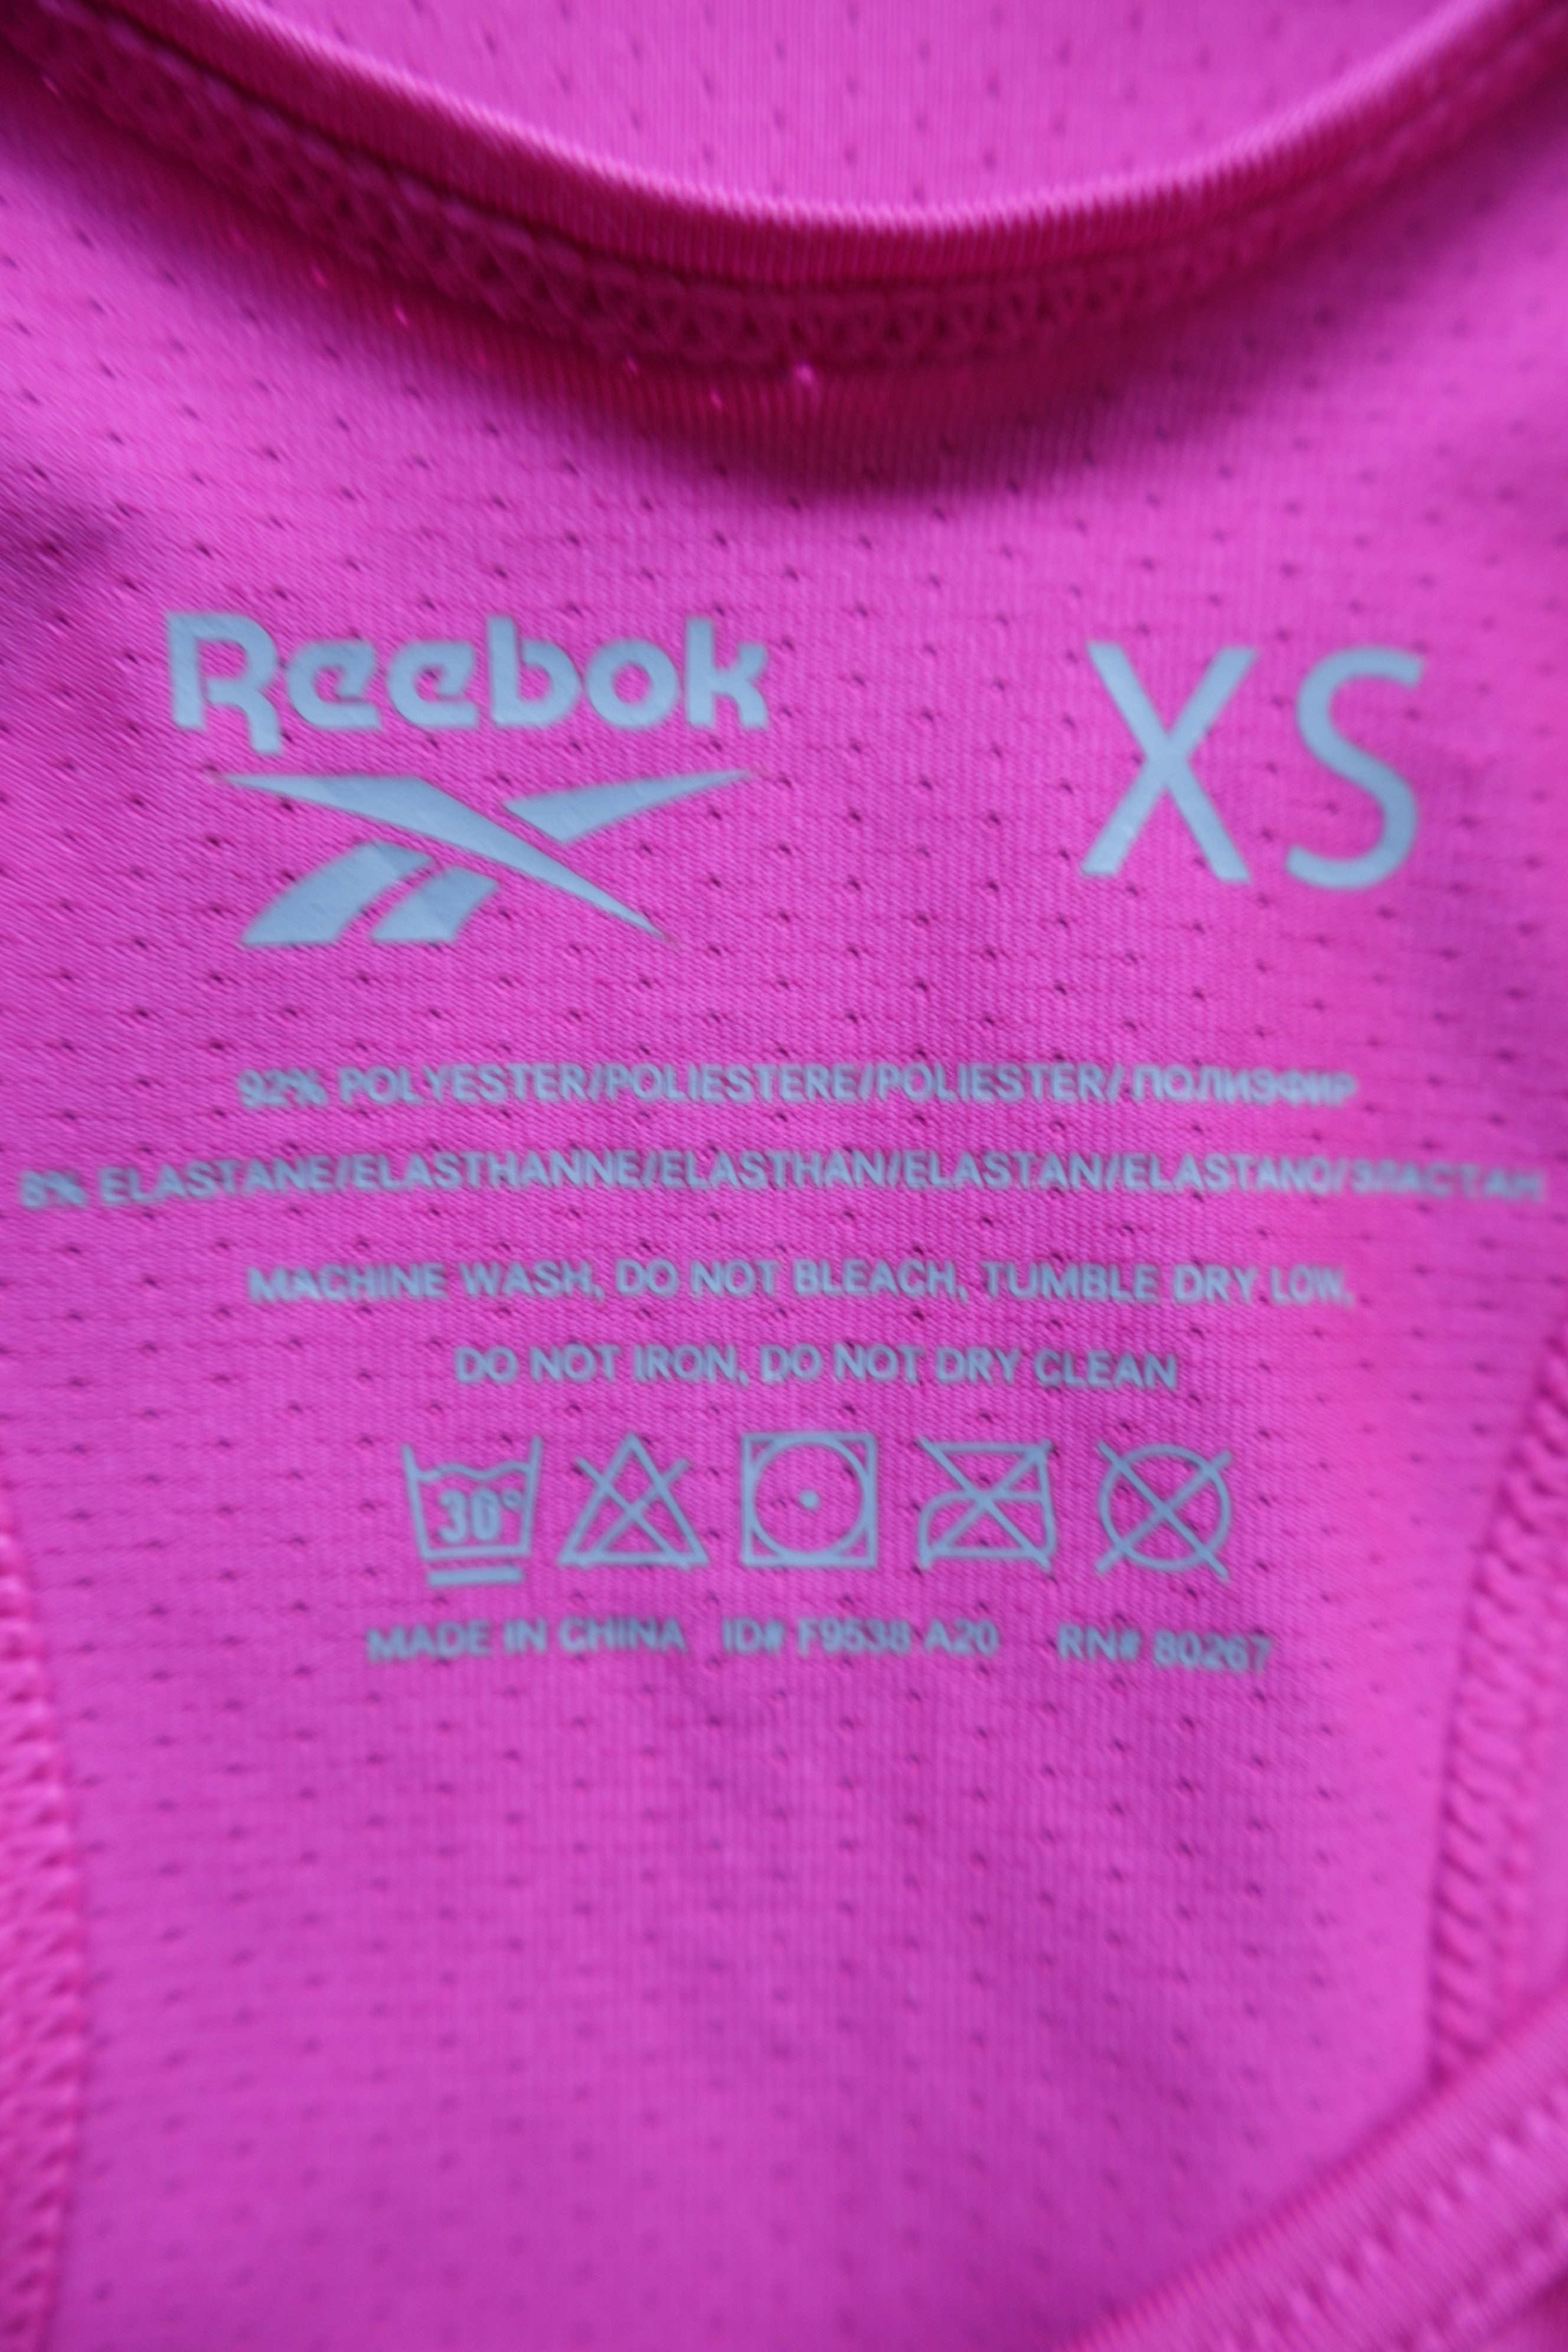 Reebok XS
92% POLYESTER/POLIESTERE/POLIESTER/ПОЛИЭФИР
8% ELASTANE/ELASTHANNE/ELASTHAN/ELASTAN/ELASTANO/ЭЛАСТАН
MACHINE WASH, DO NOT BLEACH, TUMBLE DRY LOW,
DO NOT IRON, DO NOT DRY CLEAN
30°
MADE IN CHINA ID# F9538 A20 RN# 80267